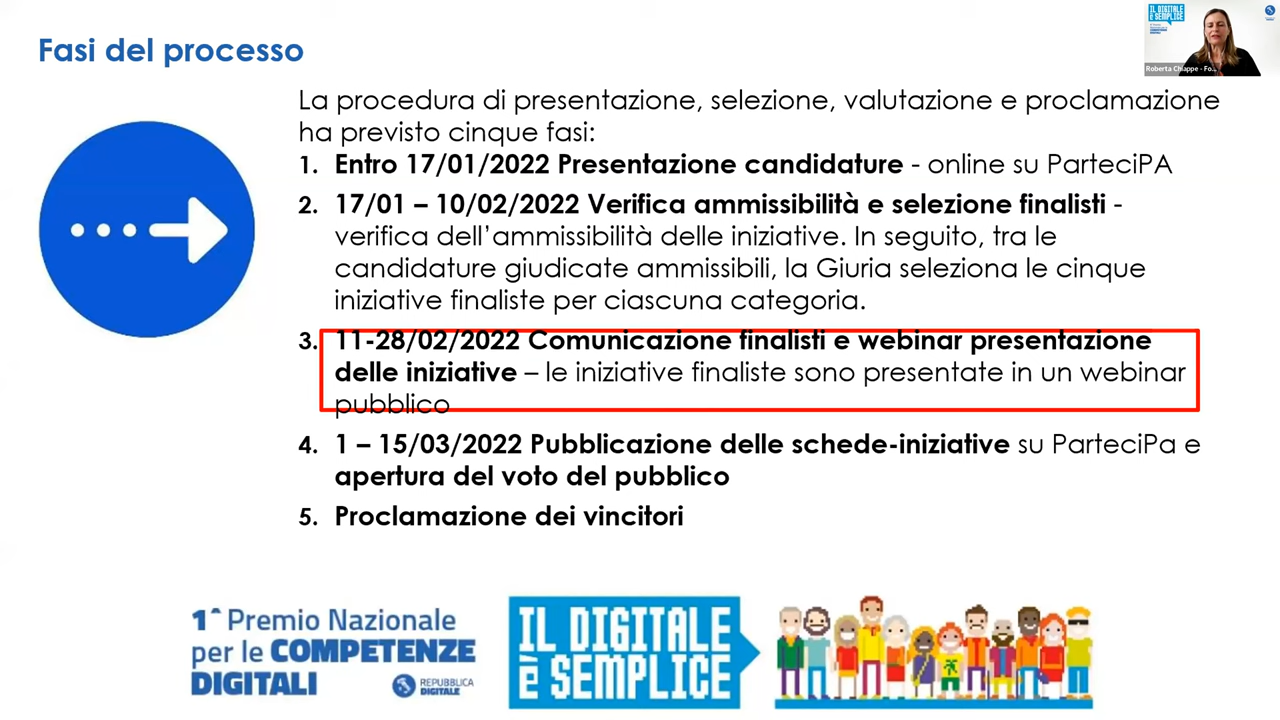 Fasi del processo
IL DIGITALE
È SEMPLICE
COMPETENZE
DIGITALI
Roberta Chiappe - Fo...
La procedura di presentazione, selezione, valutazione e proclamazione
ha previsto cinque fasi:
1. Entro 17/01/2022 Presentazione candidature - online su ParteciPA
2. 17/01 – 10/02/2022 Verifica ammissibilità e selezione finalisti -
verifica dell’ammissibilità delle iniziative. In seguito, tra le
candidature giudicate ammissibili, la Giuria seleziona le cinque
iniziative finaliste per ciascuna categoria.
3. 11-28/02/2022 Comunicazione finalisti e webinar presentazione
delle iniziative – le iniziative finaliste sono presentate in un webinar
pubblico
4. 1 – 15/03/2022 Pubblicazione delle schede-iniziative su ParteciPa e
apertura del voto del pubblico
5. Proclamazione dei vincitori
1^ Premio Nazionale
per le COMPETENZE
DIGITALI
REPUBBLICA
DIGITALE
IL DIGITALE
È SEMPLICE